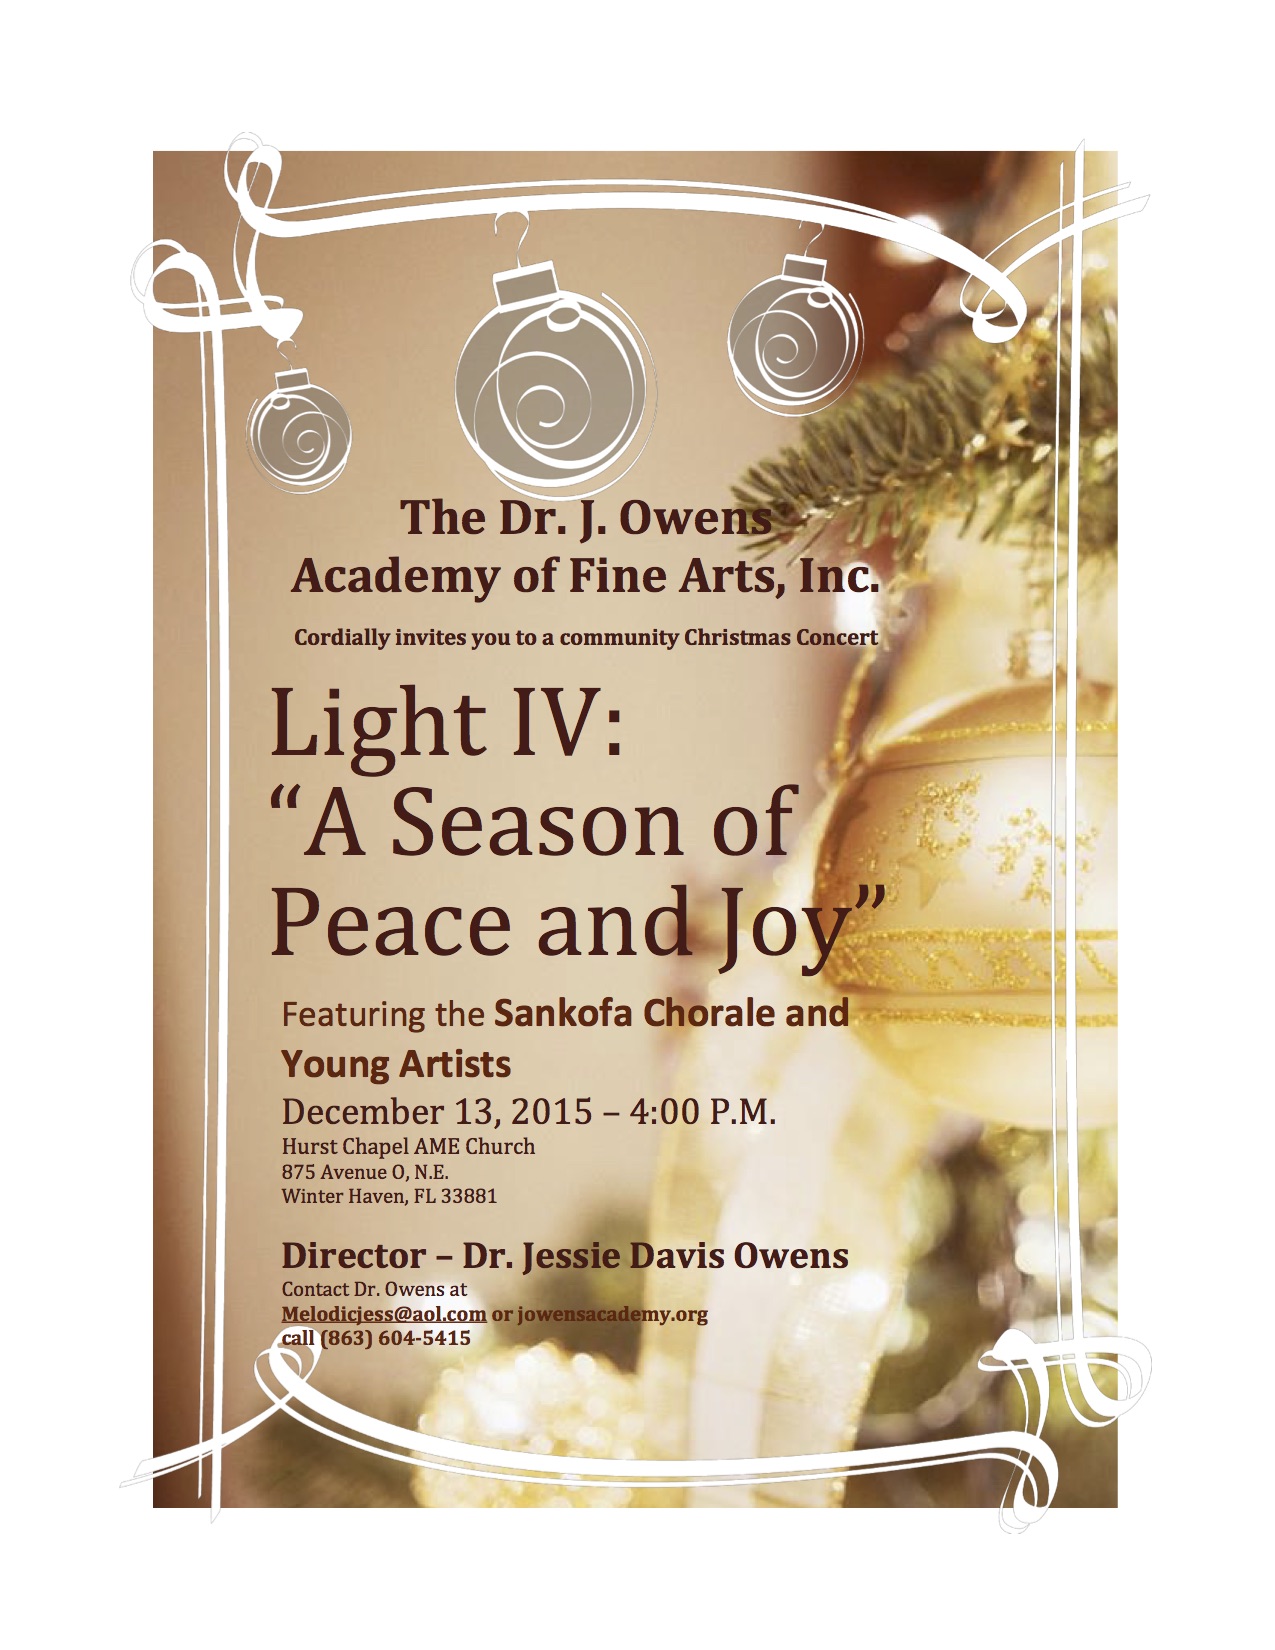 The Dr. J. Owens
Academy of Fine Arts, Inc.
Cordially invites you to a community Christmas Concert
Light IV:
“A Season of
Peace and Joy”
Featuring the Sankofa Chorale and
Young Artists
December 13, 2015 – 4:00 P.M.
Hurst Chapel AME Church
875 Avenue O, N.E.
Winter Haven, FL 33881
Director – Dr. Jessie Davis Owens
Contact Dr. Owens at
Melodicjess@aol.com or jowensacademy.org
call (863) 604-5415